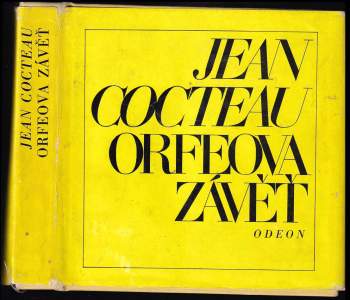 JEAN COCTEAU
ORFEOVA ZÁVĚŤ
JEAN
COCTEAU
ORFEOVA
ZÁVĚŤ
ODEON